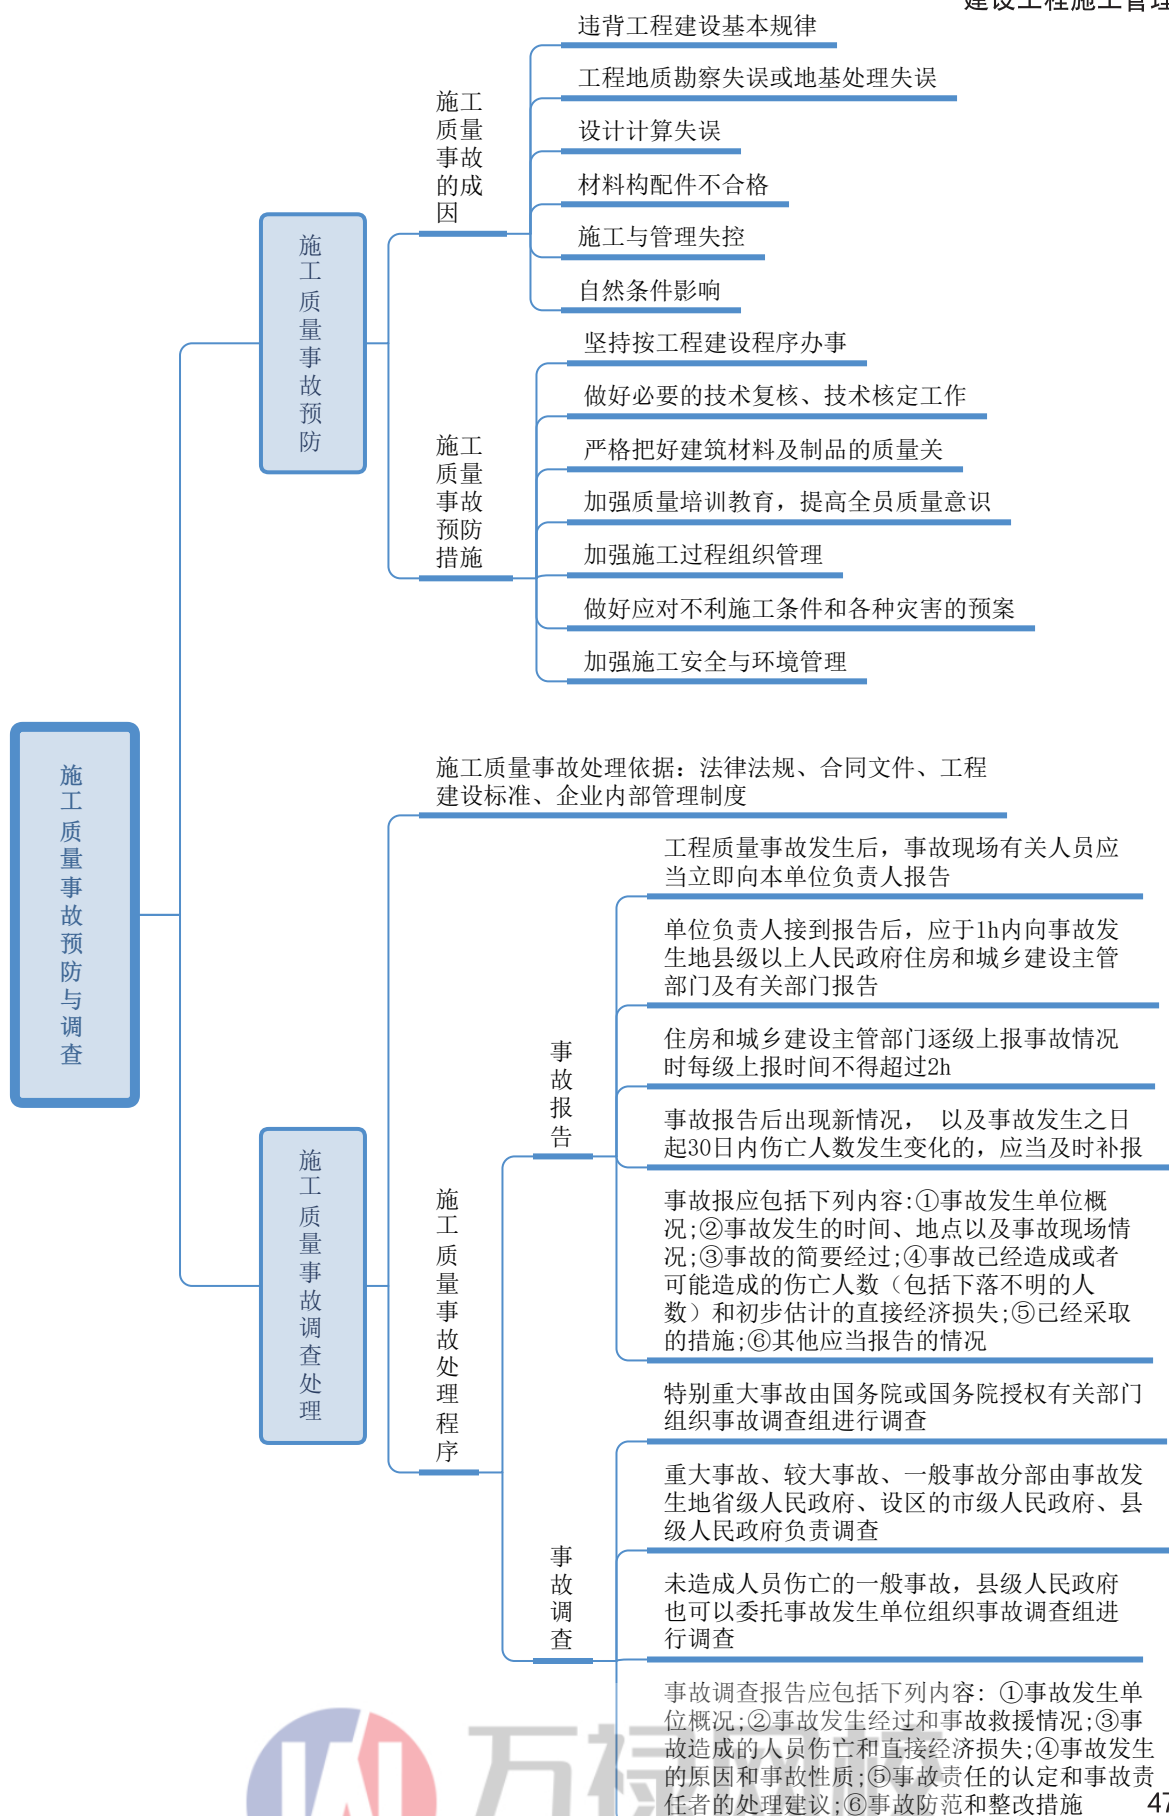 建设工程施工管理
违背工程建设基本规律
工程地质勘察失误或地基处理失误
设计计算失误
材料构配件不合格
施工与管理失控
自然条件影响
施工
质量
事故
的成
因
坚持按工程建设程序办事
做好必要的技术复核、技术核定工作
严格把好建筑材料及制品的质量关
加强质量培训教育，提高全员质量意识
加强施工过程组织管理
做好应对不利施工条件和各种灾害的预案
加强施工安全与环境管理
施工
质量
事故
预防
措施
施工质量事故预防
施工质量事故预防与调查
施工质量事故处理依据：法律法规、合同文件、工程
建设标准、企业内部管理制度
工程质量事故发生后，事故现场有关人员应
当立即向本单位负责人报告
单位负责人接到报告后，应于1h内向事故发
生地县级以上人民政府住房和城乡建设主管
部门及有关部门报告
住房和城乡建设主管部门逐级上报事故情况
时每级上报时间不得超过2h
事故报告后出现新情况， 以及事故发生之日
起30日内伤亡人数发生变化的，应当及时补报
事故报应包括下列内容:①事故发生单位概
况;②事故发生的时间、地点以及事故现场情
况;③事故的简要经过;④事故已经造成或者
可能造成的伤亡人数（包括下落不明的人
数）和初步估计的直接经济损失;⑤已经采取
的措施;⑥其他应当报告的情况
事故报告
施工质量事故处理程序
施工质量事故调查处理
特别重大事故由国务院或国务院授权有关部门
组织事故调查组进行调查
重大事故、较大事故、一般事故分部由事故发
生地省级人民政府、设区的市级人民政府、县
级人民政府负责调查
未造成人员伤亡的一般事故，县级人民政府
也可以委托事故发生单位组织事故调查组进
行调查
事故调查报告应包括下列内容: ①事故发生单
位概况;②事故发生经过和事故救援情况;③事
故造成的人员伤亡和直接经济损失;④事故发生
的原因和事故性质;⑤事故责任的认定和事故责
任者的处理建议;⑥事故防范和整改措施
事故调查
万禄网校
47